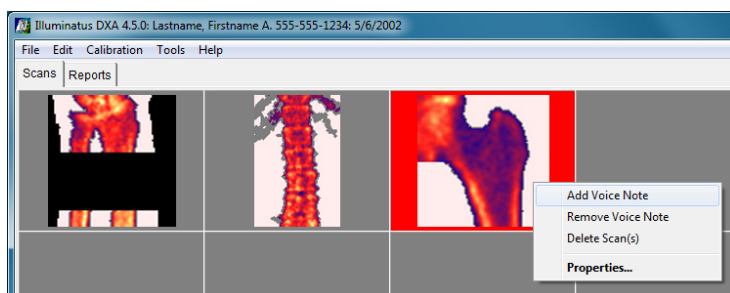 Illuminatus DXA 4.5.0: Lastname, Firstname A. 555-555-1234: 5/6/2002
File Edit Calibration Tools Help
Scans Reports
Add Voice Note
Remove Voice Note
Delete Scan(s)
Properties...